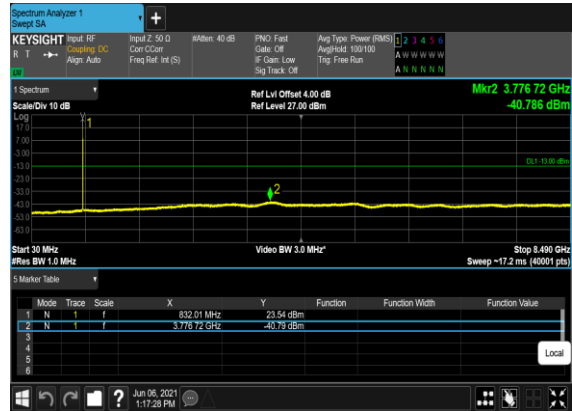 Spectrum Analyzer 1
Swept SA
+
KEYSIGHT Input: RF Input Z: 50 Ω #Atten: 40 dB PNO: Fast Avg Type: Power (RMS) 1 2 3 4 5 6
R T Coupling: DC Corr CCorr Gate: Off Avg|Hold: 100/100 A W W W W W
Align: Auto Freq Ref: Int (S) IF Gain: Low Trig: Free Run
Sig Track: Off A N N N N N
1 Spectrum Ref Lvl Offset 4.00 dB Mkr2 3.776 72 GHz
Scale/Div 10 dB Ref Level 27.00 dBm -40.786 dBm
Log
17.0
7.00
-3.00
-13.0 DL1 -13.00 dBm
-23.0
-33.0
-43.0
-53.0
-63.0
1
2
Start 30 MHz Video BW 3.0 MHz* Stop 8.490 GHz
#Res BW 1.0 MHz Sweep ~17.2 ms (40001 pts)
5 Marker Table
Mode Trace Scale X Y Function Function Width Function Value
1 N 1 f 832.01 MHz 23.54 dBm
2 N 1 f 3.776 72 GHz -40.79 dBm
3
4
5
6
Local
? Jun 06, 2021
1:17:28 PM